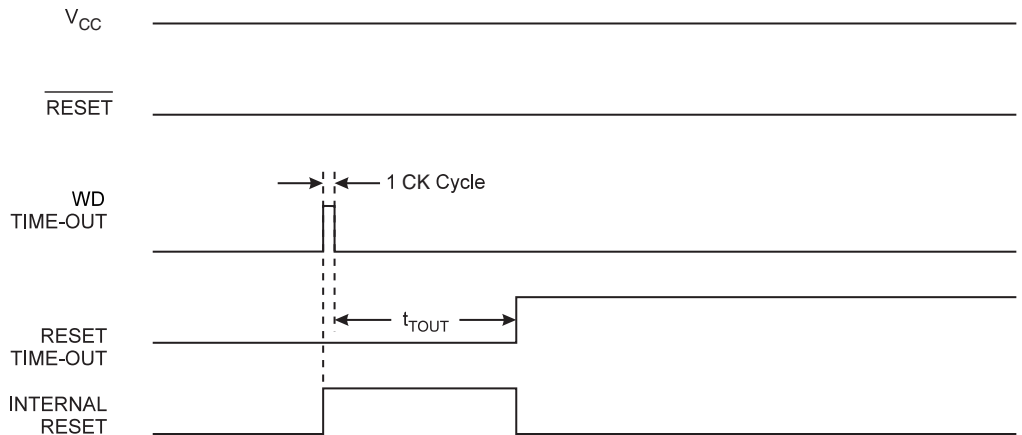 VCC
RESET
WD
TIME-OUT
1 CK Cycle
RESET
TIME-OUT
tTOUT
INTERNAL
RESET